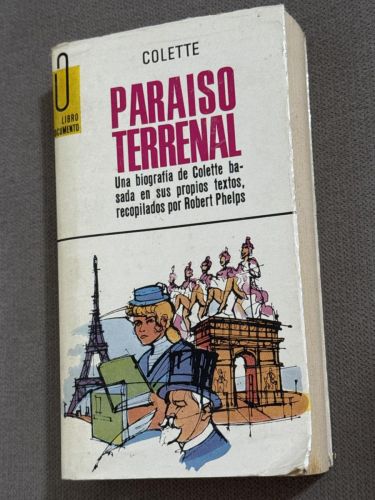 COLETTE
LIBRO
DOCUMENTO
PARAISO
TERRENAL
Una biografía de Colette ba-
sada en sus propios textos,
recopilados por Robert Phelps